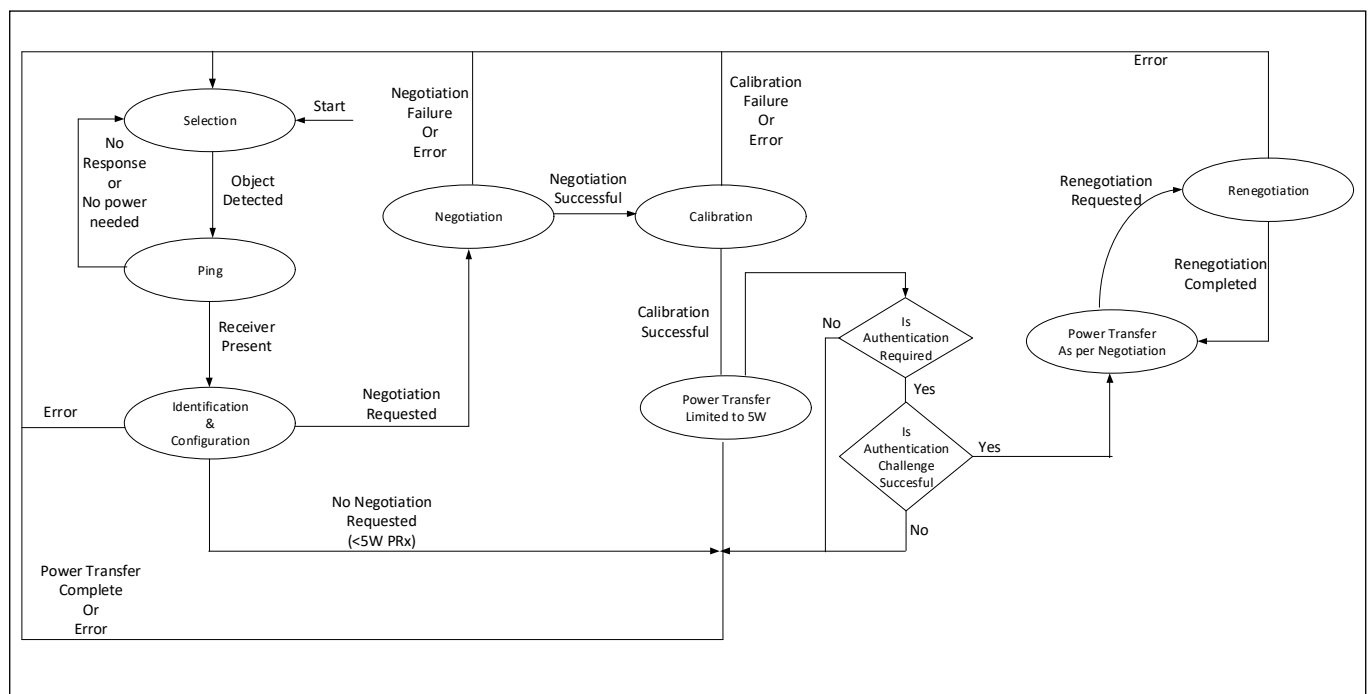 Error
Start
Selection
No
Response
or
No power
needed
Object
Detected
Negotiation
Failure
Or
Error
Calibration
Failure
Or
Error
Negotiation
Successful
Negotiation
Calibration
Renegotiation
Requested
Renegotiation
Ping
Receiver
Present
Calibration
Successful
No
Is
Authentication
Required
Renegotiation
Completed
Power Transfer
As per Negotiation
Error
Identification
&
Configuration
Negotiation
Requested
Power Transfer
Limited to 5W
Yes
Is
Authentication
Challenge
Succesful
Yes
No
No Negotiation
Requested
(<5W PRx)
Power Transfer
Complete
Or
Error